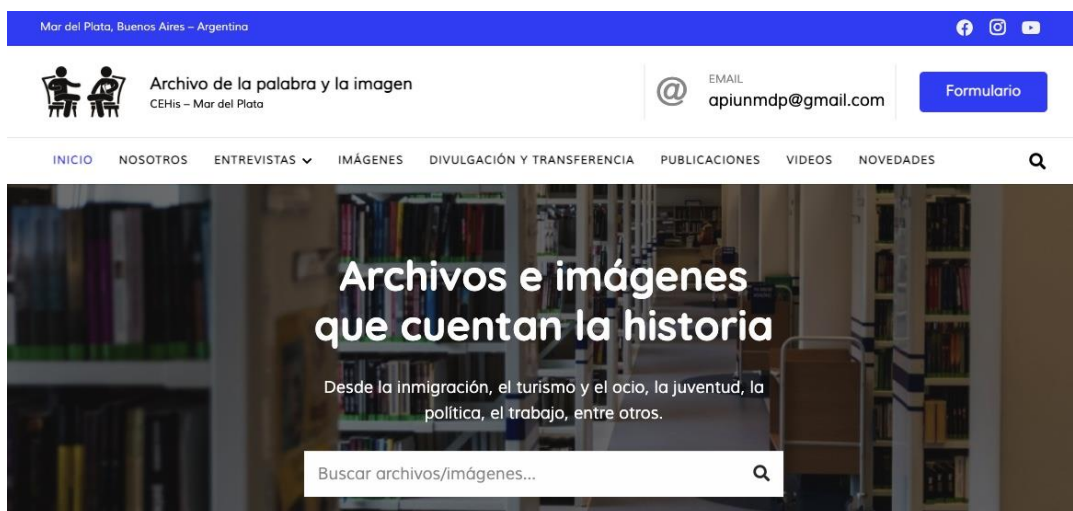 Mar del Plata, Buenos Aires – Argentina
Archivo de la palabra y la imagen
CEHis – Mar del Plata
@
EMAIL
apiunmdp@gmail.com
Formulario
INICIO NOSOTROS ENTREVISTAS IMÁGENES DIVULGACIÓN Y TRANSFERENCIA PUBLICACIONES VIDEOS NOVEDADES
Archivos e imágenes
que cuentan la historia
Desde la inmigración, el turismo y el ocio, la juventud, la
política, el trabajo, entre otros.
Buscar archivos/imágenes...